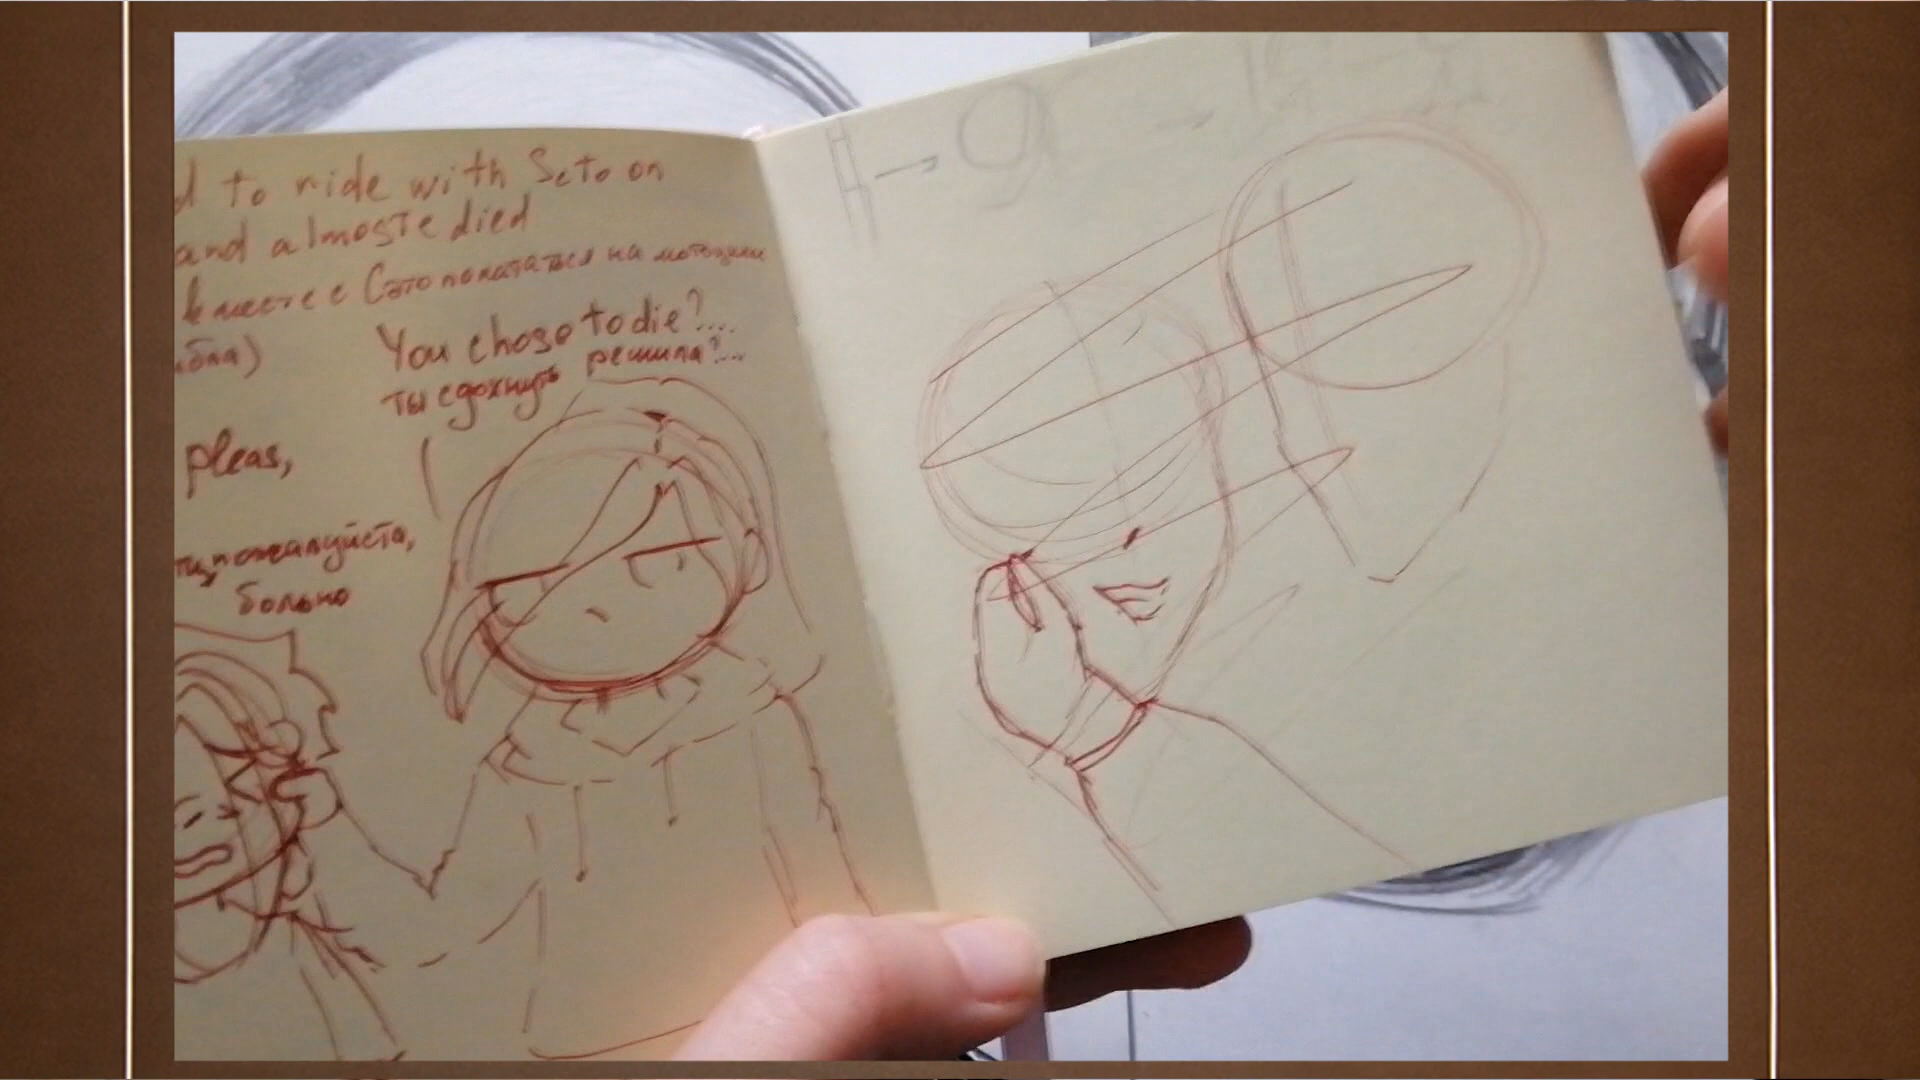 d to ride with Seto on
and almoste died
вместе с Сето покататься на мотоцикле
You chose to die?....
ты сдохнуть решила?...
pleas,
пожалуйста,
больно